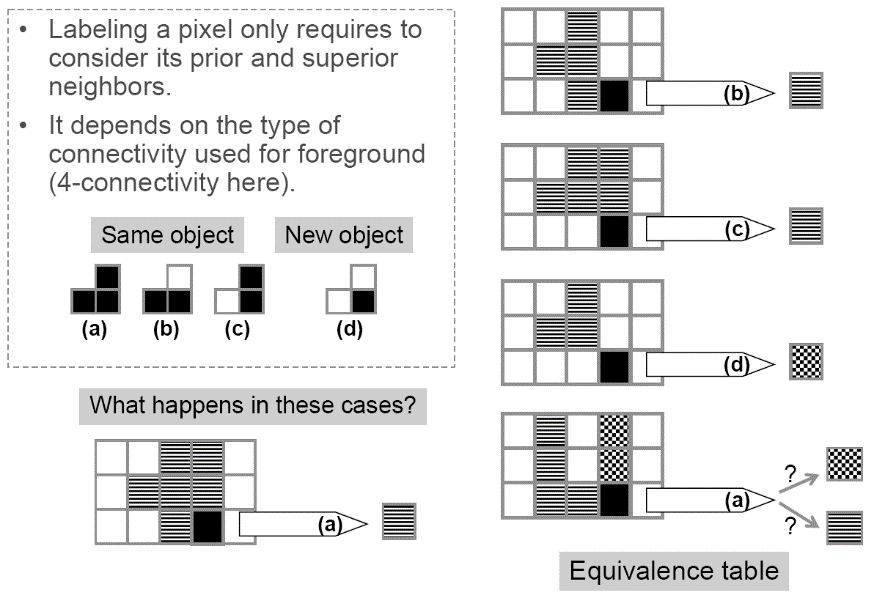 • Labeling a pixel only requires to
consider its prior and superior
neighbors.
• It depends on the type of
connectivity used for foreground
(4-connectivity here).
Same object
New object
(a)
(b)
(c)
(d)
What happens in these cases?
(a)
(b)
(c)
(d)
(a)
?
?
Equivalence table